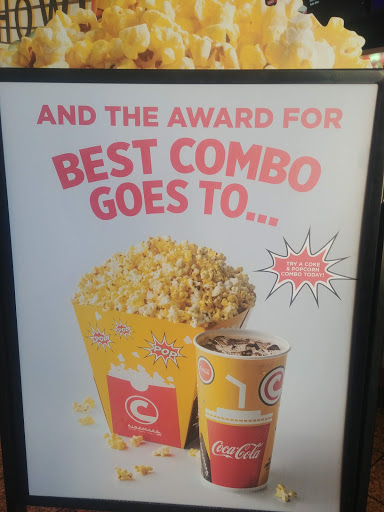 AND THE AWARD FOR
BEST COMBO
GOES TO...
TRY A COKE
& POPCORN
COMBO TODAY!
POP
POP
POP
C
Coca-Cola